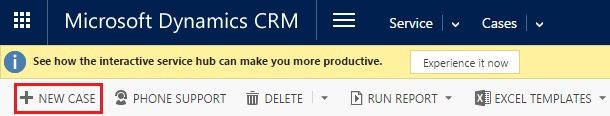 Microsoft Dynamics CRM Service Cases
See how the interactive service hub can make you more productive. Experience it now
NEW CASE PHONE SUPPORT DELETE RUN REPORT EXCEL TEMPLATES